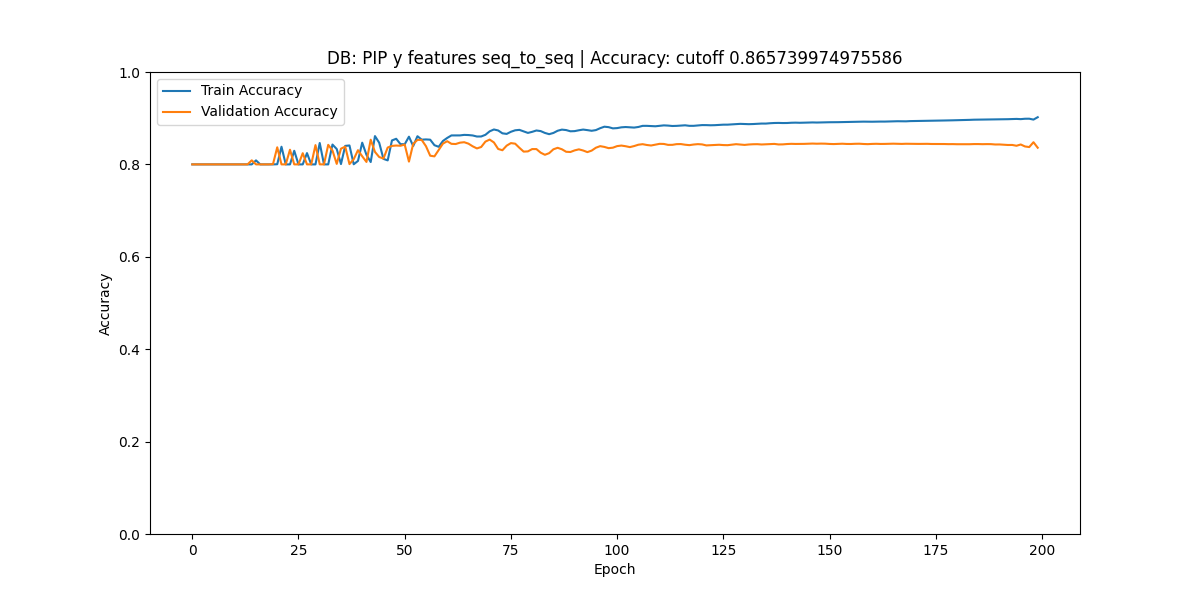 DB: PIP y features seq_to_seq | Accuracy: cutoff 0.865739974975586
1.0
Train Accuracy
Validation Accuracy
0.8
0.6
Accuracy
0.4
0.2
0.0
0 25 50 75 100 125 150 175 200
Epoch